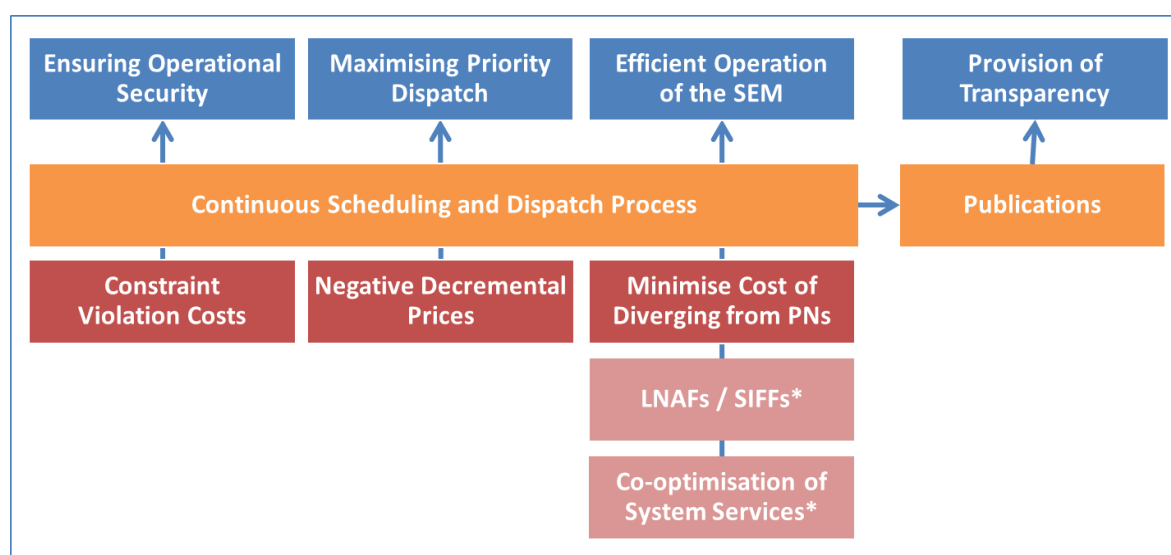 Ensuring Operational
Security
Maximising Priority
Dispatch
Efficient Operation
of the SEM
Provision of
Transparency
Continuous Scheduling and Dispatch Process
Publications
Constraint
Violation Costs
Negative Decremental
Prices
Minimise Cost of
Diverging from PNs
LNAFs / SIFFs*
Co-optimisation of
System Services*